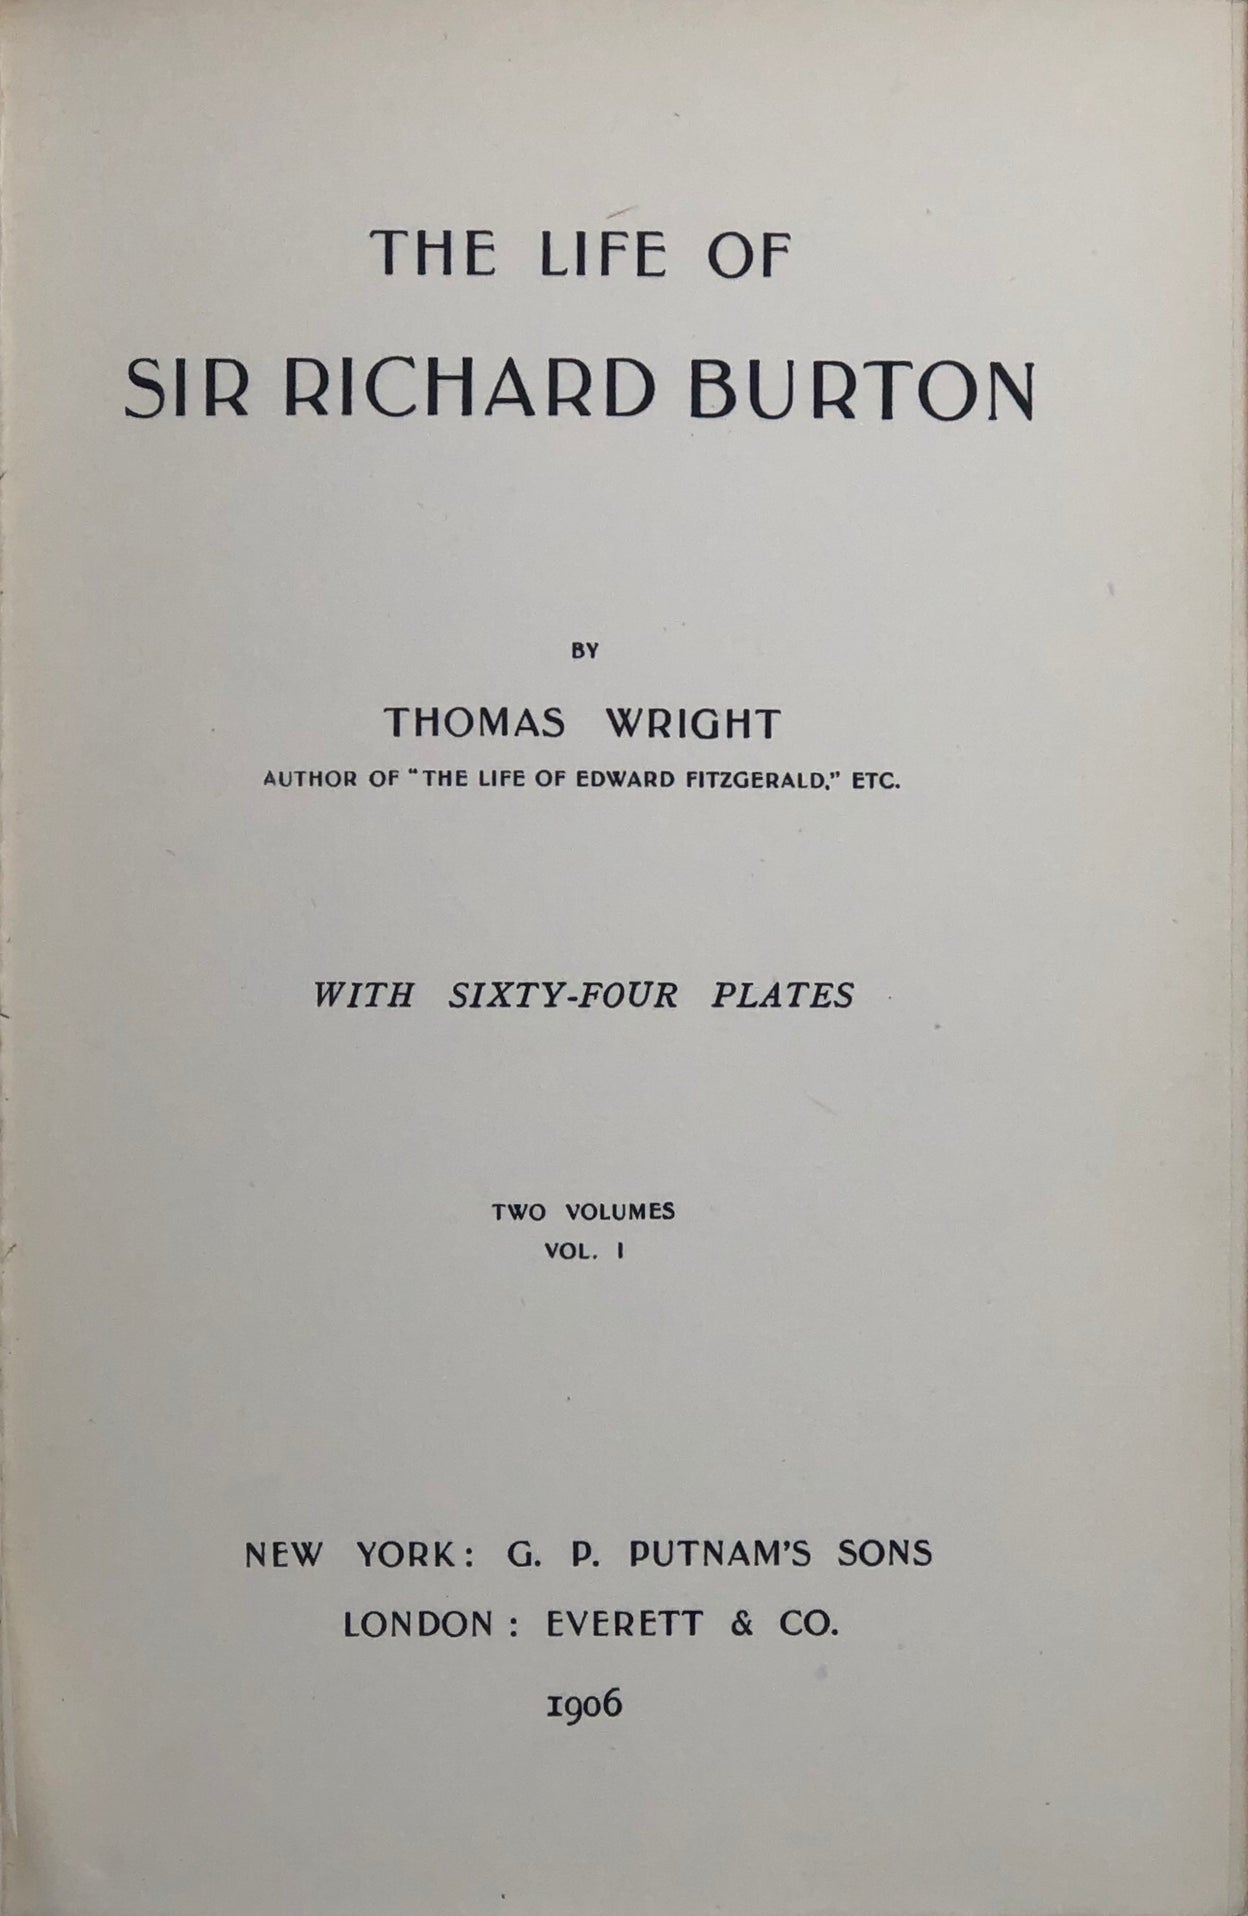 THE LIFE OF
SIR RICHARD BURTON
BY
THOMAS WRIGHT
AUTHOR OF “THE LIFE OF EDWARD FITZGERALD,” ETC.
WITH SIXTY-FOUR PLATES
TWO VOLUMES
VOL. I
NEW YORK: G. P. PUTNAM’S SONS
LONDON : EVERETT & CO.
1906